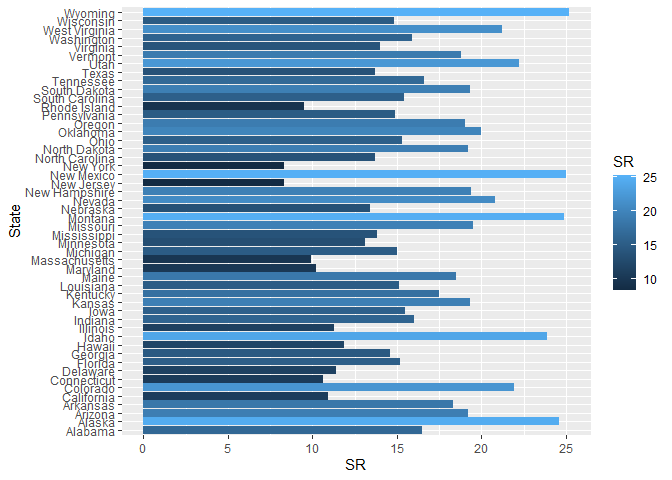 Wyoming
Wisconsin
West Virginia
Washington
Virginia
Vermont
Utah
Texas
Tennessee
South Dakota
South Carolina
Rhode Island
Pennsylvania
Oregon
Oklahoma
Ohio
North Dakota
North Carolina
New York
New Mexico
New Jersey
New Hampshire
Nevada
Nebraska
Montana
Missouri
Mississippi
Minnesota
Michigan
Massachusetts
Maryland
Maine
Louisiana
Kentucky
Kansas
Iowa
Indiana
Illinois
Idaho
Hawaii
Georgia
Florida
Delaware
Connecticut
Colorado
California
Arkansas
Arizona
Alaska
Alabama
State
0 5 10 15 20 25
SR
SR
25
20
15
10